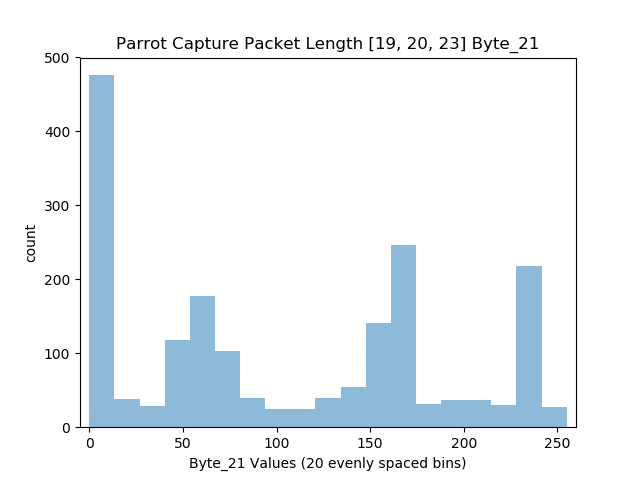 Parrot Capture Packet Length [19, 20, 23] Byte_21
500
400
300
200
100
0
count
0 50 100 150 200 250
Byte_21 Values (20 evenly spaced bins)